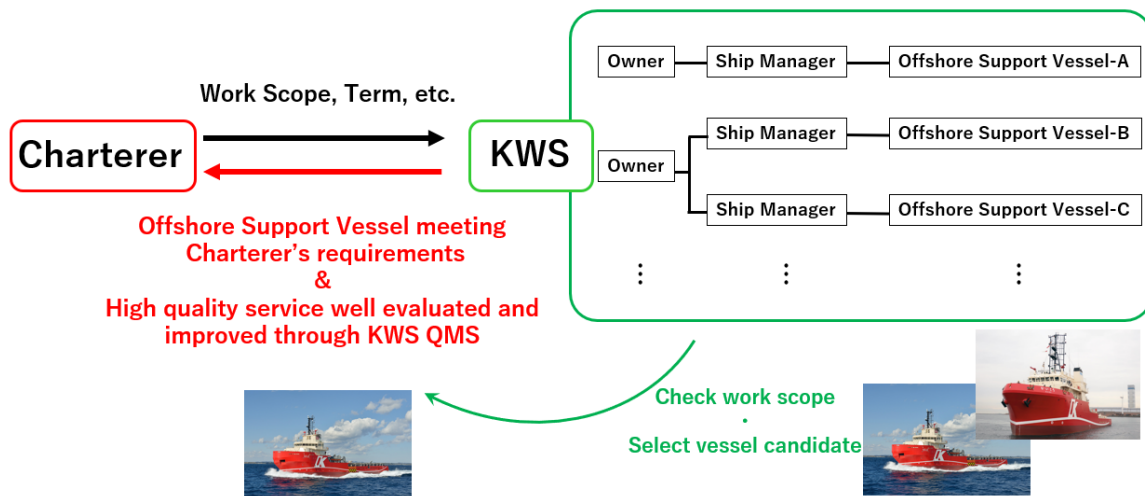 Work Scope, Term, etc.
Charterer
KWS
Offshore Support Vessel meeting
Charterer’s requirements
&
High quality service well evaluated and
improved through KWS QMS
Owner
Ship Manager
Offshore Support Vessel-A
Owner
Ship Manager
Offshore Support Vessel-B
Ship Manager
Offshore Support Vessel-C
Check work scope
・
Select vessel candidate
K
K
K